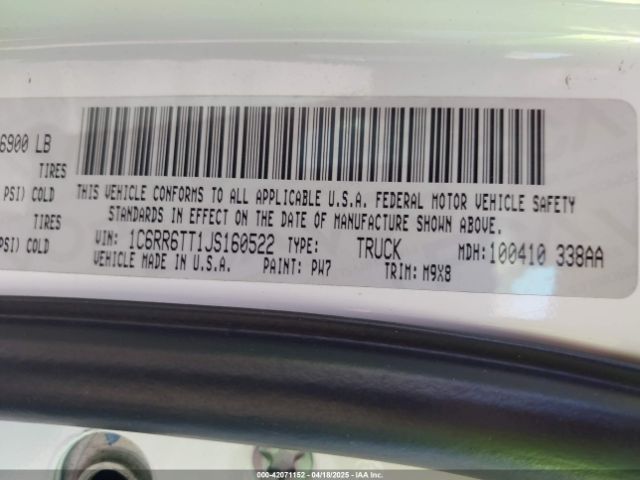 6900 LB
TIRES
PSI) COLD
TIRES
PSI) COLD
THIS VEHICLE CONFORMS TO ALL APPLICABLE U.S.A. FEDERAL MOTOR VEHICLE SAFETY
STANDARDS IN EFFECT ON THE DATE OF MANUFACTURE SHOWN ABOVE.
VIN: 1C6RR6TT1JS160522 TYPE: TRUCK MDH: 100410 338AA
VEHICLE MADE IN U.S.A. PAINT: PW7 TRIM: M9X8
000-42071152 - 04/18/2025 - IAA Inc.